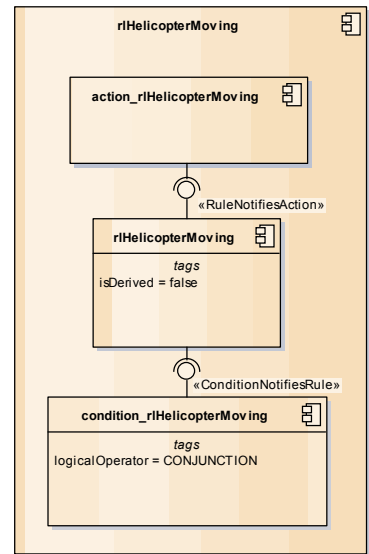 rlHelicopterMoving
action_rlHelicopterMoving
«RuleNotifiesAction»
rlHelicopterMoving
tags
isDerived = false
«ConditionNotifiesRule»
condition_rlHelicopterMoving
tags
logicalOperator = CONJUNCTION